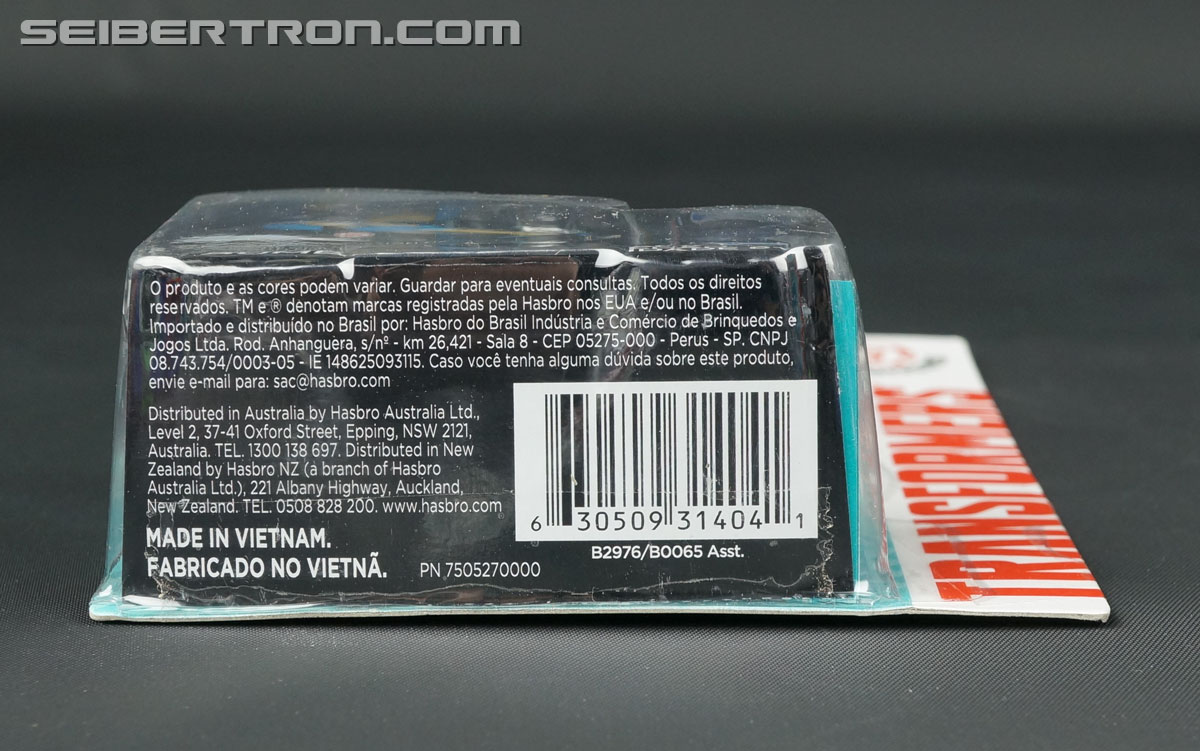 SEIBERTRON.COM
O produto e as cores podem variar. Guardar para eventuais consultas. Todos os direitos
reservados. TM e ® denotam marcas registradas pela Hasbro nos EUA e/ou no Brasil.
Importado e distribuído no Brasil por: Hasbro do Brasil Indústria e Comércio de Brinquedos e
Jogos Ltda. Rod. Anhanguera, s/nº - km 26,421 - Sala 8 - CEP 05275-000 - Perus - SP. CNPJ
08.743.754/0003-05 - IE 148625093115. Caso você tenha alguma dúvida sobre este produto,
envie e-mail para: sac@hasbro.com
Distributed in Australia by Hasbro Australia Ltd.,
Level 2, 37-41 Oxford Street, Epping, NSW 2121,
Australia. TEL. 1300 138 697. Distributed in New
Zealand by Hasbro NZ (a branch of Hasbro
Australia Ltd.), 221 Albany Highway, Auckland,
New Zealand. TEL. 0508 828 200. www.hasbro.com
MADE IN VIETNAM.
FABRICADO NO VIETNÃ.
PN 7505270000
6 30509 31404 1
B2976/B0065 Asst.
TRANSFORMERS